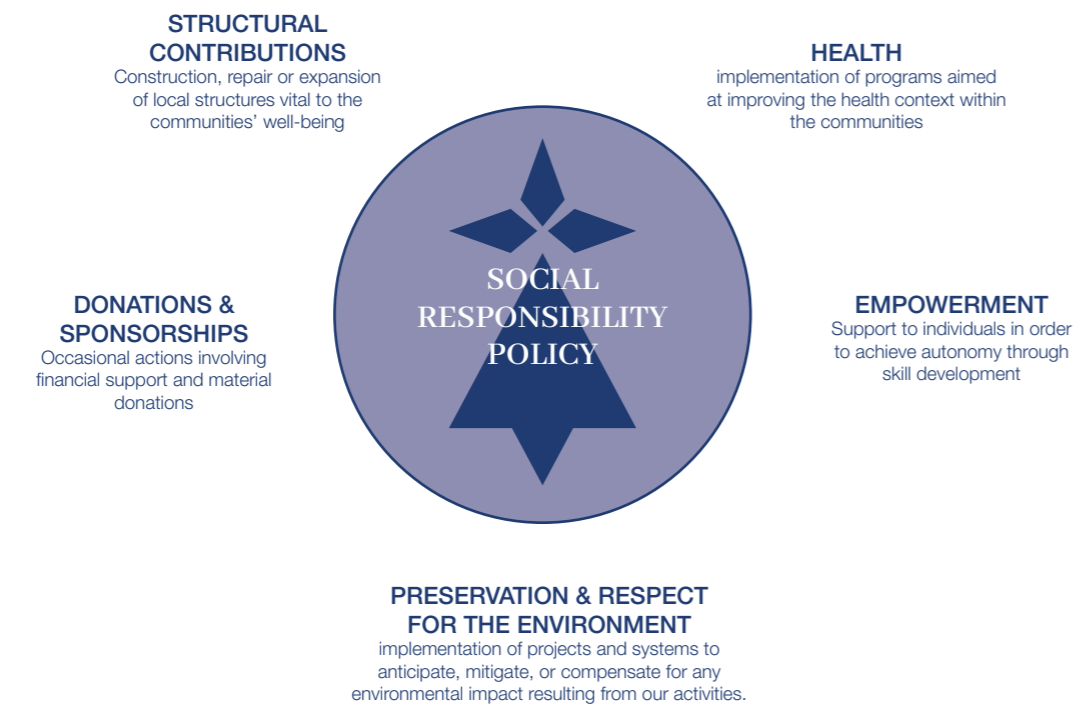 STRUCTURAL
CONTRIBUTIONS
Construction, repair or expansion
of local structures vital to the
communities' well-being
HEALTH
implementation of programs aimed
at improving the health context within
the communities
SOCIAL
RESPONSIBILITY
POLICY
DONATIONS &
SPONSORSHIPS
Occasional actions involving
financial support and material
donations
EMPOWERMENT
Support to individuals in order
to achieve autonomy through
skill development
PRESERVATION & RESPECT
FOR THE ENVIRONMENT
implementation of projects and systems to
anticipate, mitigate, or compensate for any
environmental impact resulting from our activities.